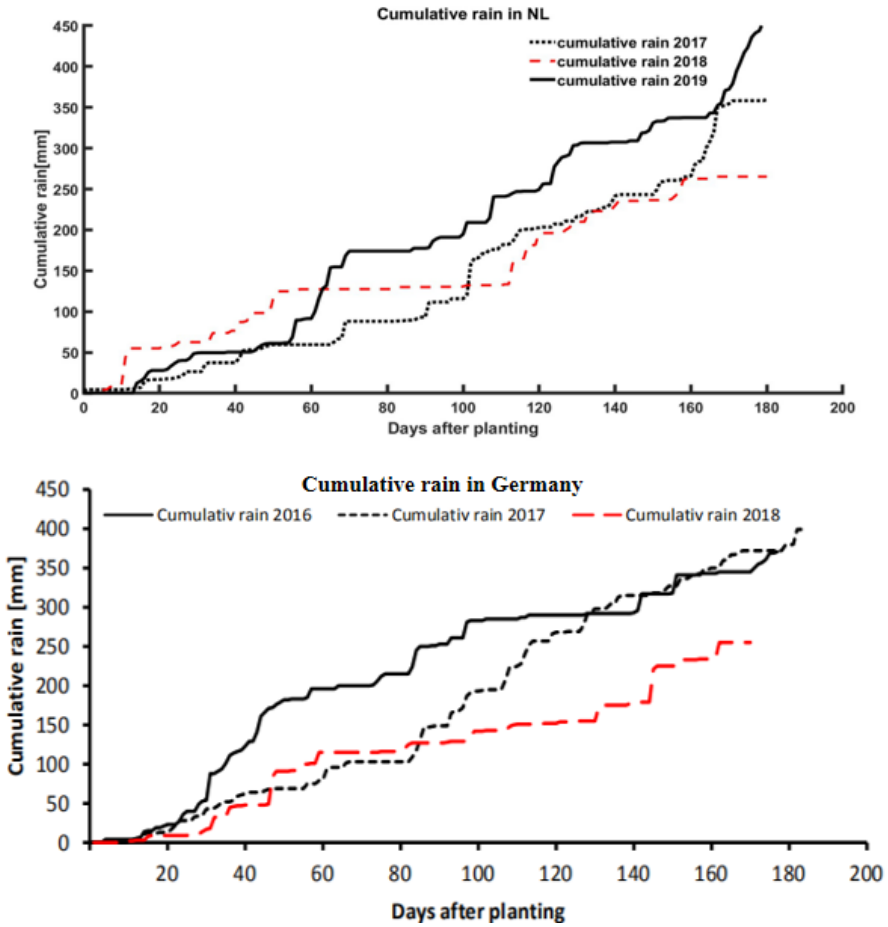 Cumulative rain in NL
450
400
350
300
250
200
150
100
50
0
Cumulative rain[mm]
cumulative rain 2017
cumulative rain 2018
cumulative rain 2019
0 20 40 60 80 100 120 140 160 180 200
Days after planting
Cumulative rain in Germany
450
400
350
300
250
200
150
100
50
0
Cumulative rain [mm]
Cumulativ rain 2016 Cumulativ rain 2017 Cumulativ rain 2018
20 40 60 80 100 120 140 160 180 200
Days after planting